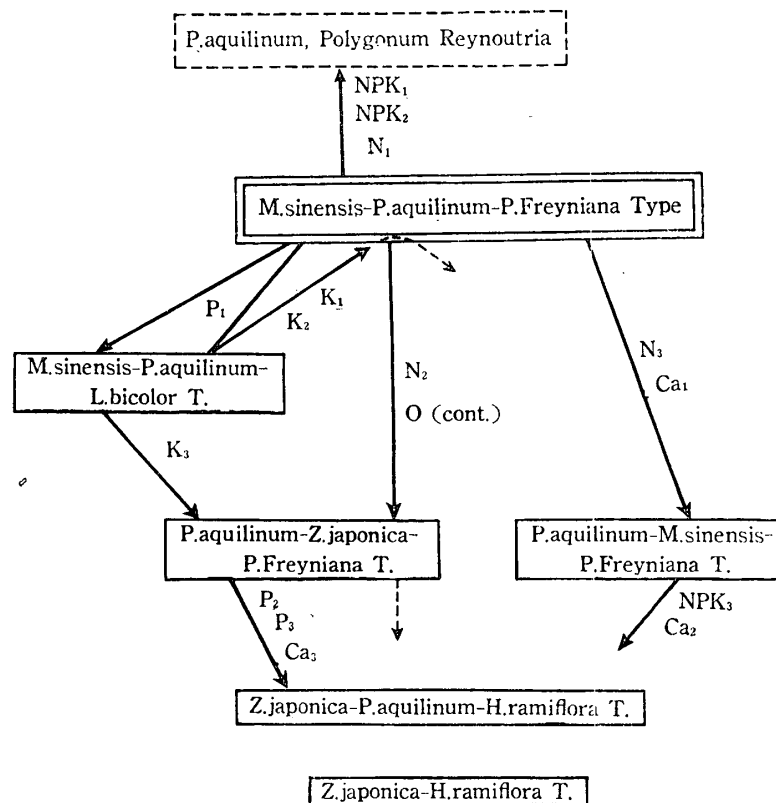 P.aquilinum, Polygonum Reynoutria
NPK₁
NPK₂
N₁
M.sinensis-P.aquilinum-P.Freyniana Type
P₁
K₁
K₂
M.sinensis-P.aquilinum-
L.bicolor T.
N₂
O (cont.)
N₃
Ca₁
K₃
P.aquilinum-Z.japonica-
P.Freyniana T.
P.aquilinum-M.sinensis-
P.Freyniana T.
P₂
P₃
Ca₃
NPK₃
Ca₂
Z.japonica-P.aquilinum-H.ramiflora T.
Z.japonica-H.ramiflora T.